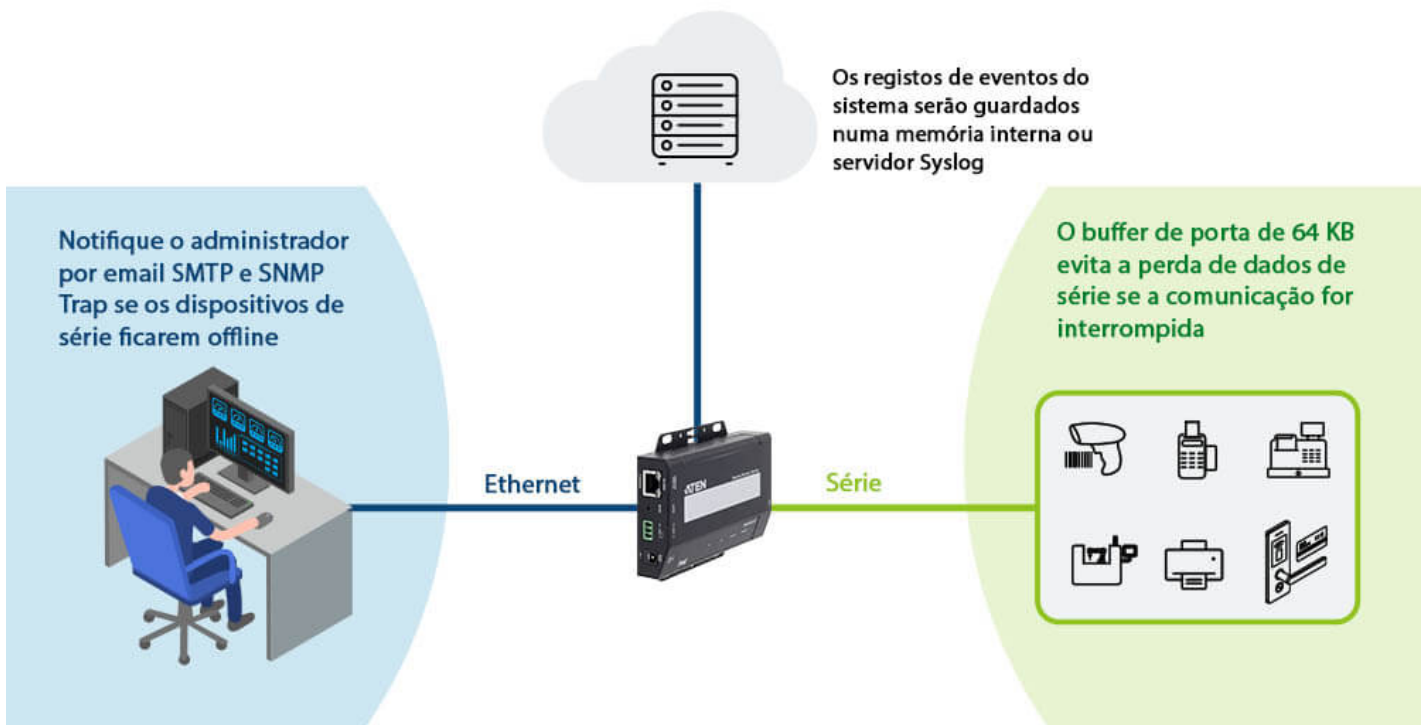 Os registos de eventos do
sistema serão guardados
numa memória interna ou
servidor Syslog
Notifique o administrador
por email SMTP e SNMP
Trap se os dispositivos de
série ficarem offline
O buffer de porta de 64 KB
evita a perda de dados de
série se a comunicação for
interrompida
Ethernet
ATEN
Série